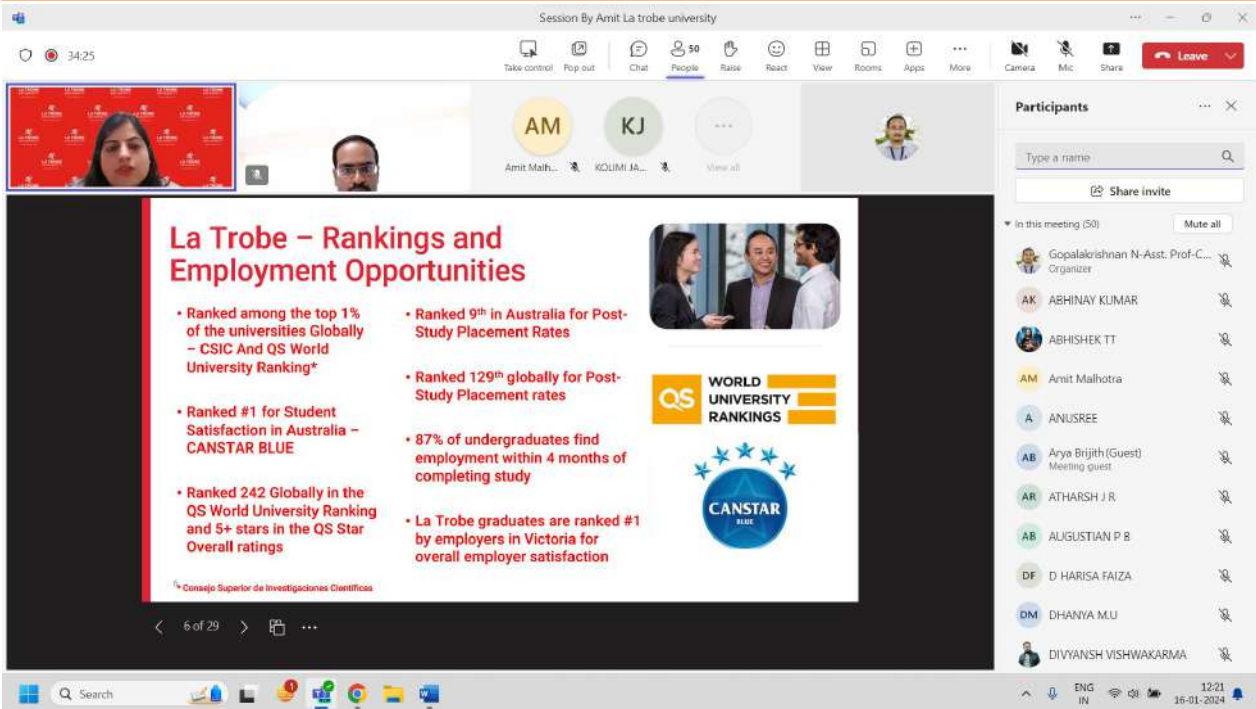 Session By Amit La trobe university
34:25
Take control
Pop out
Chat
50
People
Raise
React
View
Rooms
Apps
More
Camera
Mic
Share
Leave
AM
Amit Malh...
KJ
KOLIMI JA...
View all
La Trobe – Rankings and
Employment Opportunities
• Ranked among the top 1%
of the universities Globally
– CSIC And QS World
University Ranking*
• Ranked #1 for Student
Satisfaction in Australia –
CANSTAR BLUE
• Ranked 242 Globally in the
QS World University Ranking
and 5+ stars in the QS Star
Overall ratings
* Consejo Superior de Investigaciones Científicas
• Ranked 9th in Australia for Post-
Study Placement Rates
• Ranked 129th globally for Post-
Study Placement rates
• 87% of undergraduates find
employment within 4 months of
completing study
• La Trobe graduates are ranked #1
by employers in Victoria for
overall employer satisfaction
QS
WORLD
UNIVERSITY
RANKINGS
CANSTAR
BLUE
6 of 29
Participants
Type a name
Share invite
In this meeting (50)
Mute all
Gopalakrishnan N-Asst. Prof-C...
Organizer
AK ABHINAY KUMAR
ABHISHEK TT
AM Amit Malhotra
A ANUSREE
AB Arya Brijith (Guest)
Meeting guest
AR ATHARSH J R
AB AUGUSTIAN P B
DF D HARISA FAIZA
DM DHANYA M.U
DIVYANSH VISHWAKARMA
Search
ENG
IN
12:21
16-01-2024